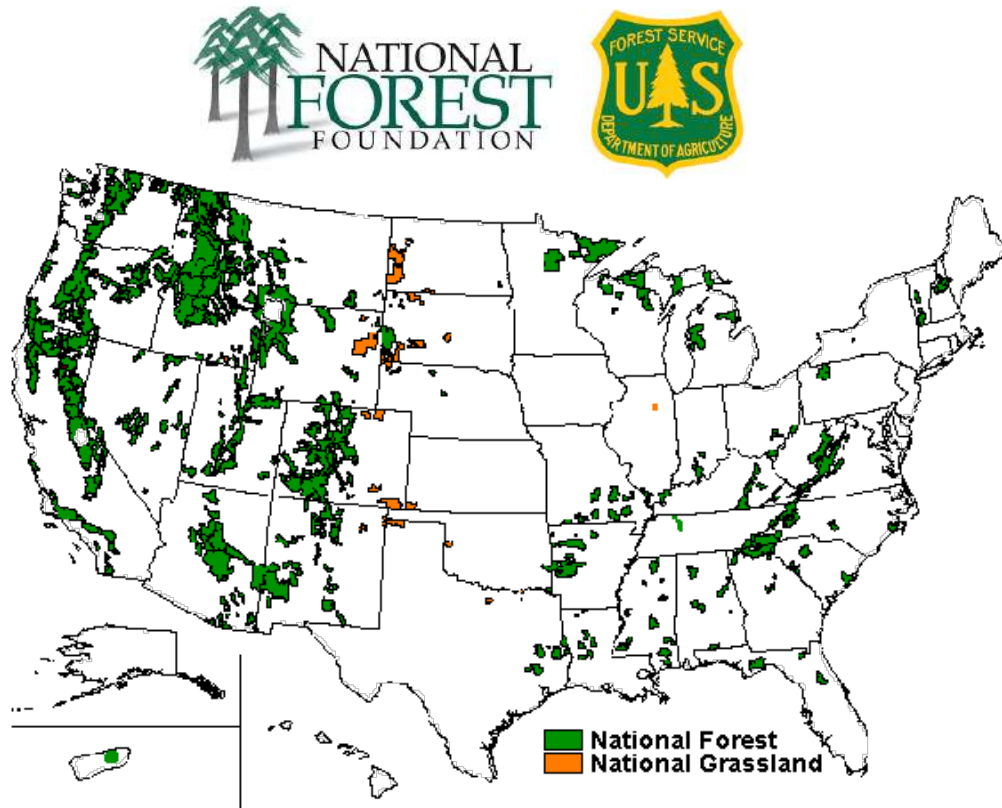 NATIONAL
FOREST
FOUNDATION
FOREST SERVICE
U S
DEPARTMENT OF AGRICULTURE
National Forest
National Grassland